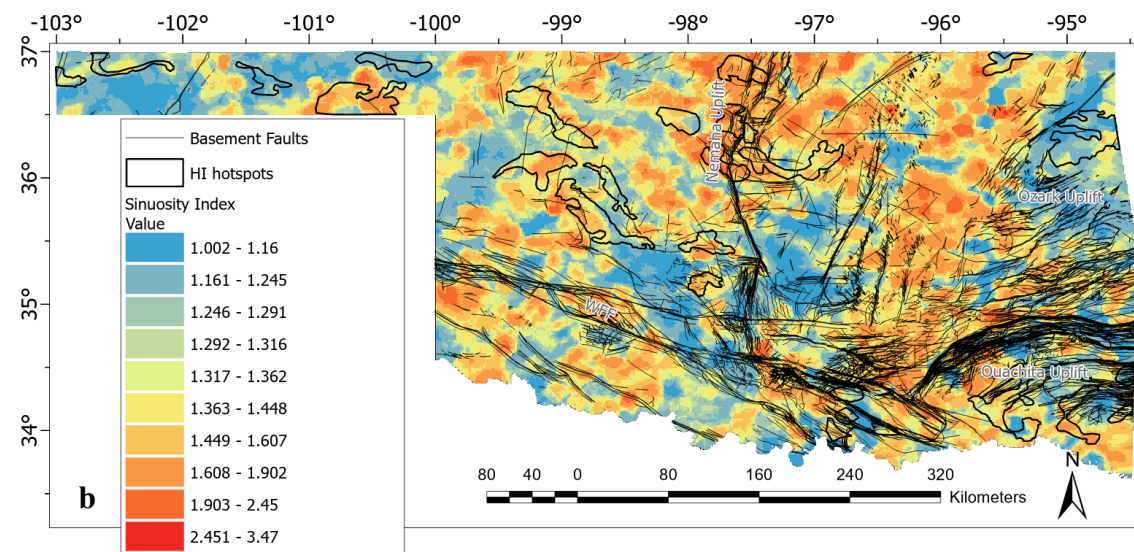 -103° -102° -101° -100° -99° -98° -97° -96° -95°
37°
36°
35°
34°
Basement Faults
HI hotspots
Sinuosity Index
Value
1.002 - 1.16
1.161 - 1.245
1.246 - 1.291
1.292 - 1.316
1.317 - 1.362
1.363 - 1.448
1.449 - 1.607
1.608 - 1.902
1.903 - 2.45
2.451 - 3.47
Nemaha Uplift
Ozark Uplift
WFF
Ouachita Uplift
80 40 0 80 160 240 320
Kilometers
N
b